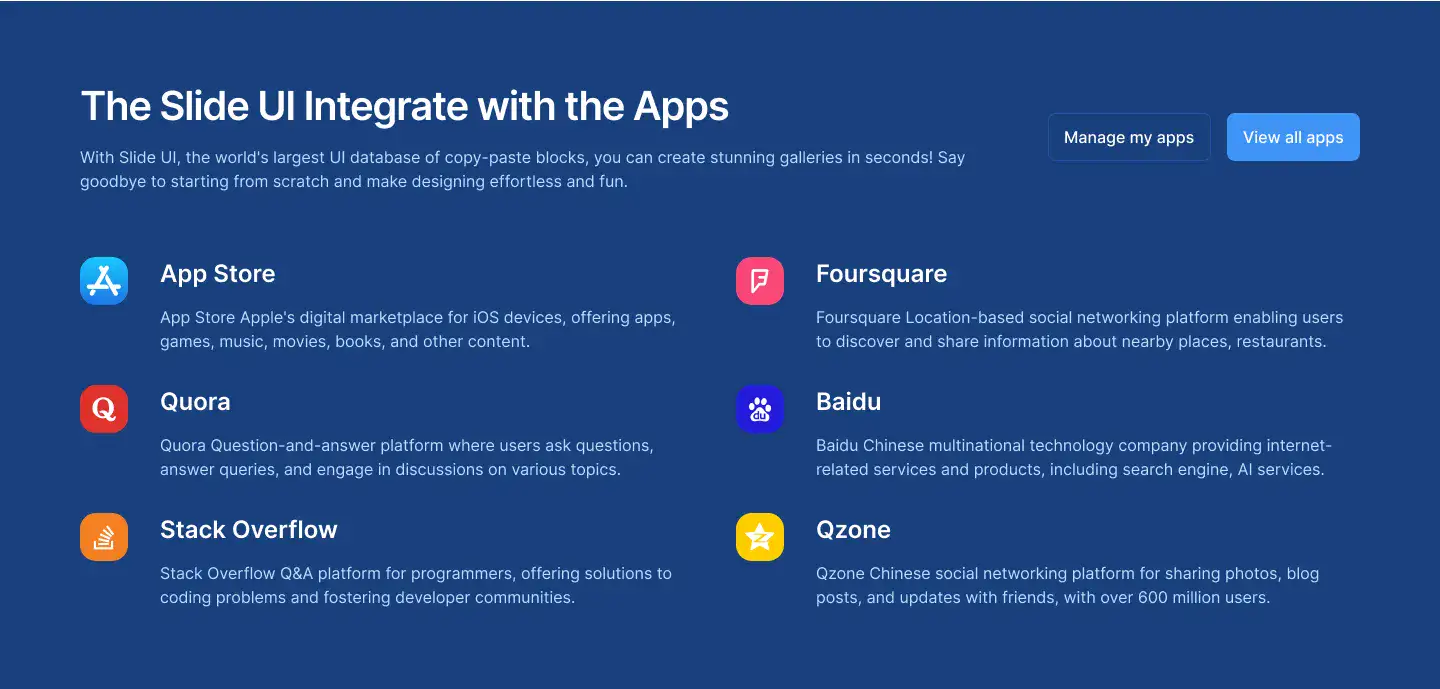 The Slide UI Integrate with the Apps
With Slide UI, the world's largest UI database of copy-paste blocks, you can create stunning galleries in seconds! Say
goodbye to starting from scratch and make designing effortless and fun.
Manage my apps
View all apps
App Store
App Store Apple's digital marketplace for iOS devices, offering apps,
games, music, movies, books, and other content.
Foursquare
Foursquare Location-based social networking platform enabling users
to discover and share information about nearby places, restaurants.
Q
Quora
Quora Question-and-answer platform where users ask questions,
answer queries, and engage in discussions on various topics.
du
Baidu
Baidu Chinese multinational technology company providing internet-
related services and products, including search engine, AI services.
Stack Overflow
Stack Overflow Q&A platform for programmers, offering solutions to
coding problems and fostering developer communities.
Qzone
Qzone Chinese social networking platform for sharing photos, blog
posts, and updates with friends, with over 600 million users.